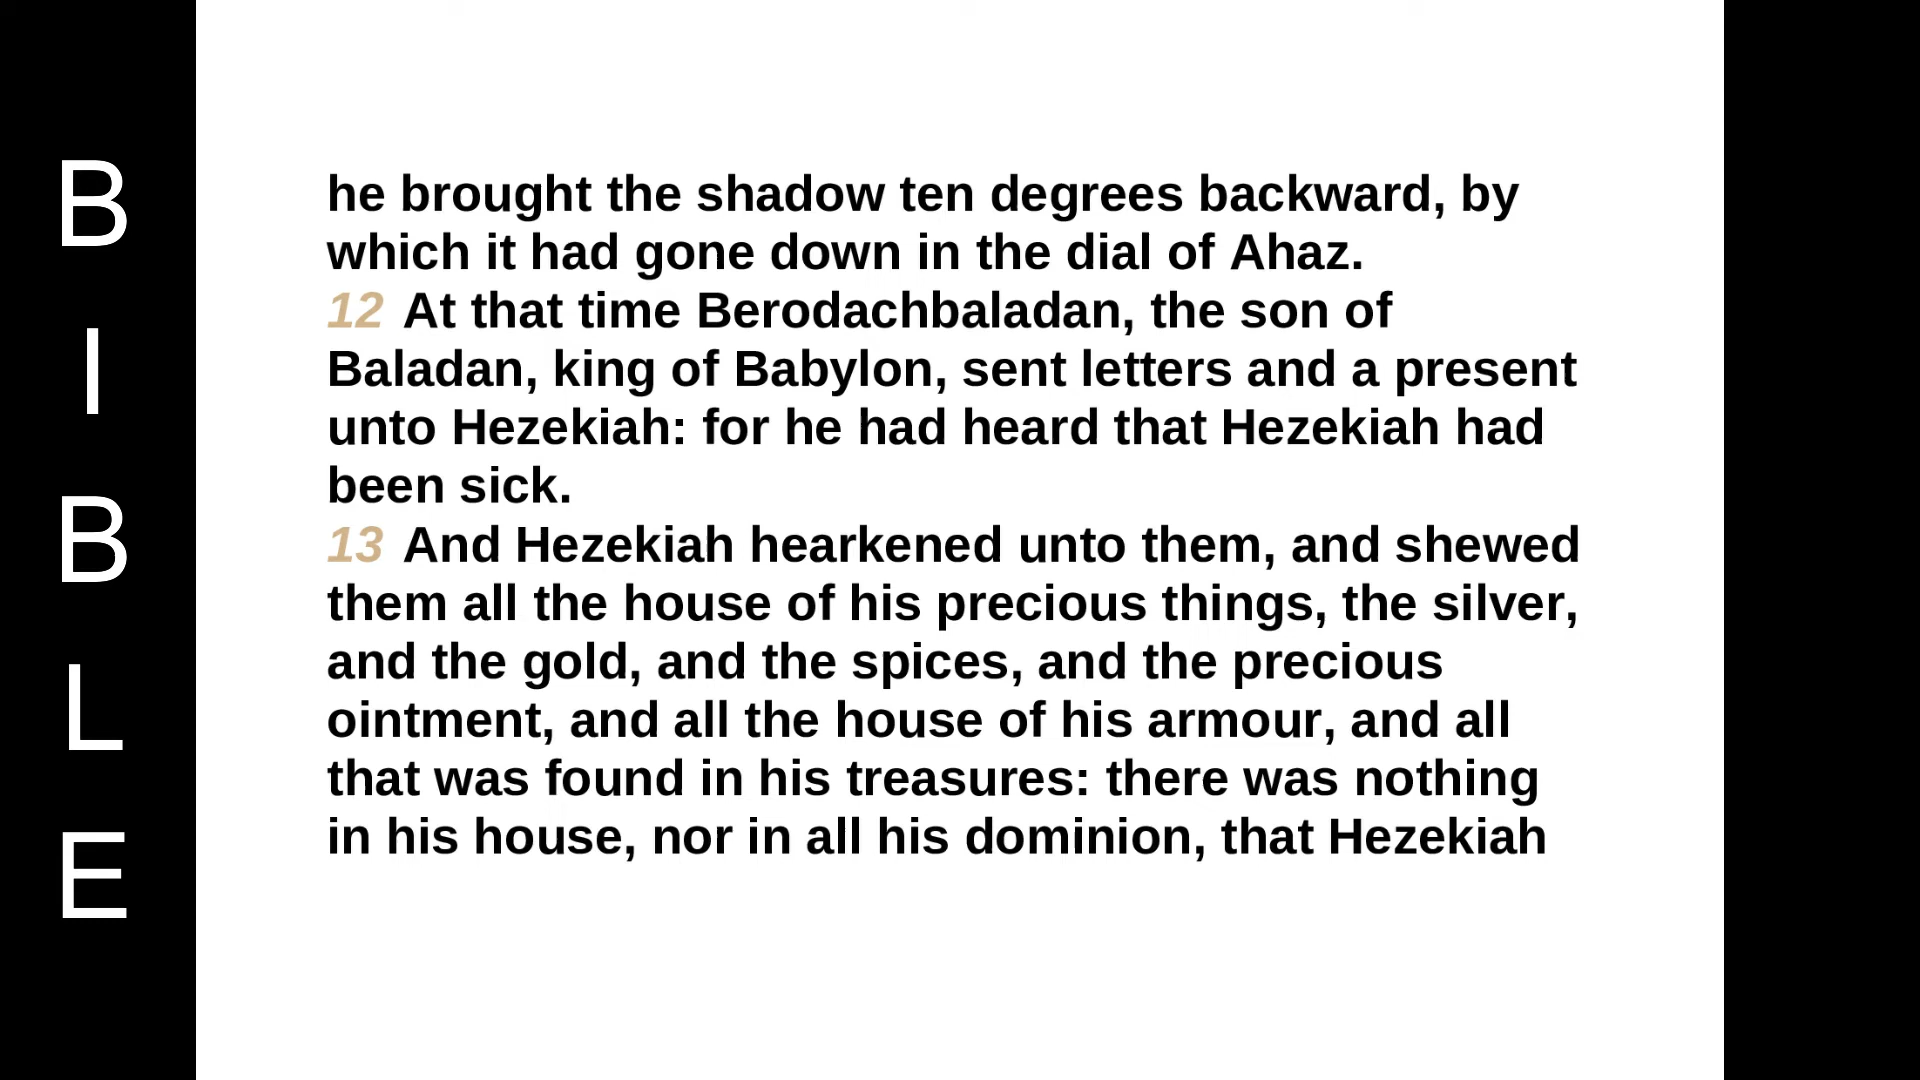 BIBLE
he brought the shadow ten degrees backward, by
which it had gone down in the dial of Ahaz.
12 At that time Berodachbaladan, the son of
Baladan, king of Babylon, sent letters and a present
unto Hezekiah: for he had heard that Hezekiah had
been sick.
13 And Hezekiah hearkened unto them, and shewed
them all the house of his precious things, the silver,
and the gold, and the spices, and the precious
ointment, and all the house of his armour, and all
that was found in his treasures: there was nothing
in his house, nor in all his dominion, that Hezekiah